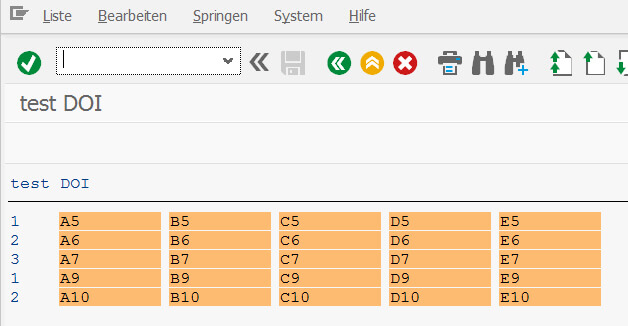 Liste Bearbeiten Springen System Hilfe
test DOI
test DOI
1 A5 B5 C5 D5 E5
2 A6 B6 C6 D6 E6
3 A7 B7 C7 D7 E7
1 A9 B9 C9 D9 E9
2 A10 B10 C10 D10 E10